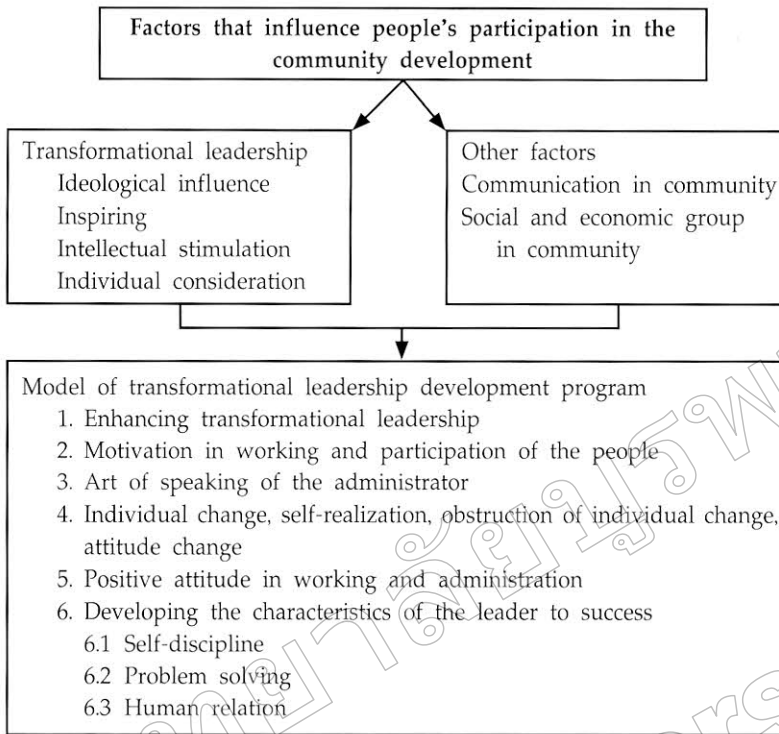 Factors that influence people's participation in the
community development
Transformational leadership
Ideological influence
Inspiring
Intellectual stimulation
Individual consideration
Other factors
Communication in community
Social and economic group
in community
Model of transformational leadership development program
1. Enhancing transformational leadership
2. Motivation in working and participation of the people
3. Art of speaking of the administrator
4. Individual change, self-realization, obstruction of individual change,
attitude change
5. Positive attitude in working and administration
6. Developing the characteristics of the leader to success
6.1 Self-discipline
6.2 Problem solving
6.3 Human relation